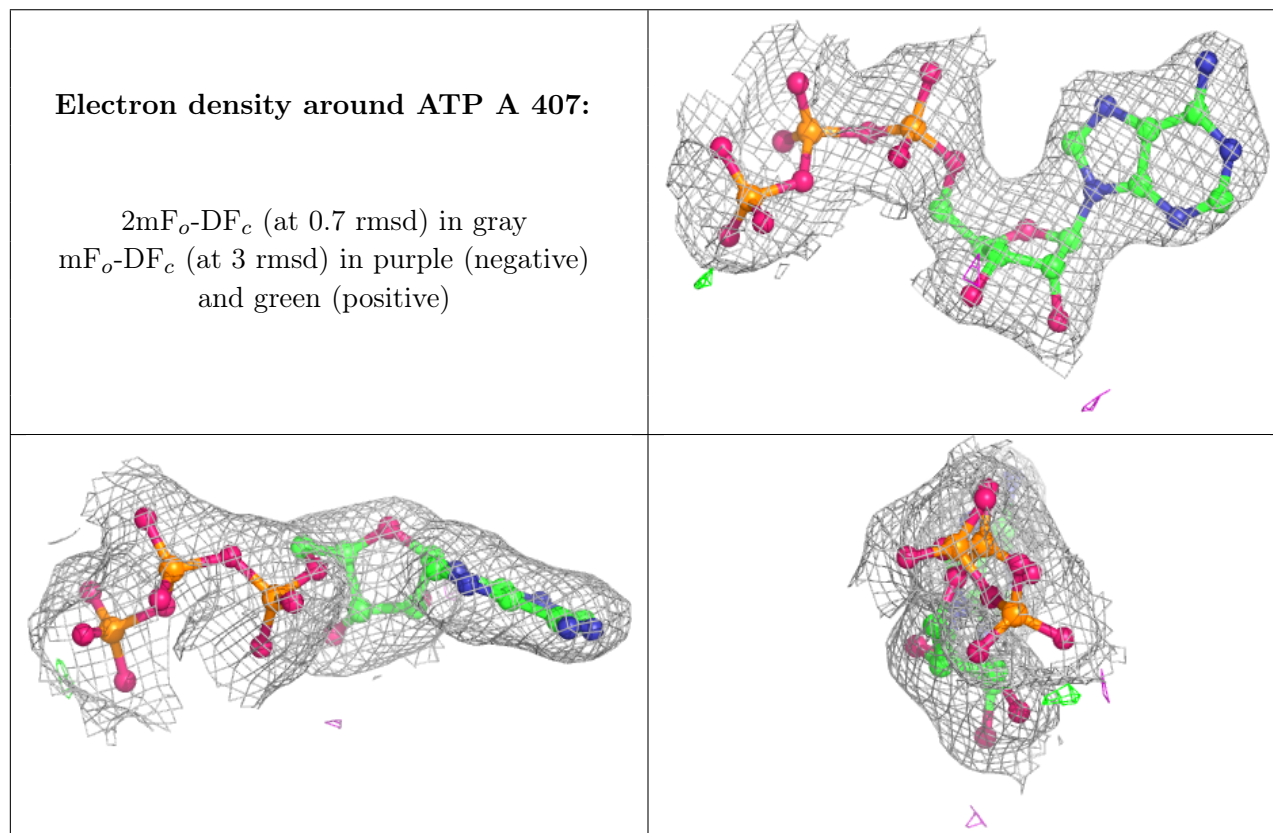 Electron density around ATP A 407:
2mFo-DFc (at 0.7 rmsd) in gray
mFo-DFc (at 3 rmsd) in purple (negative)
and green (positive)